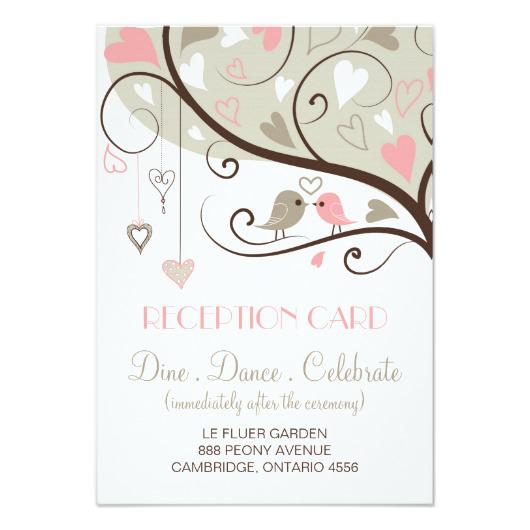 RECEPTION CARD
Dine . Dance . Celebrate
(immediately after the ceremony)
LE FLUER GARDEN
888 PEONY AVENUE
CAMBRIDGE, ONTARIO 4556